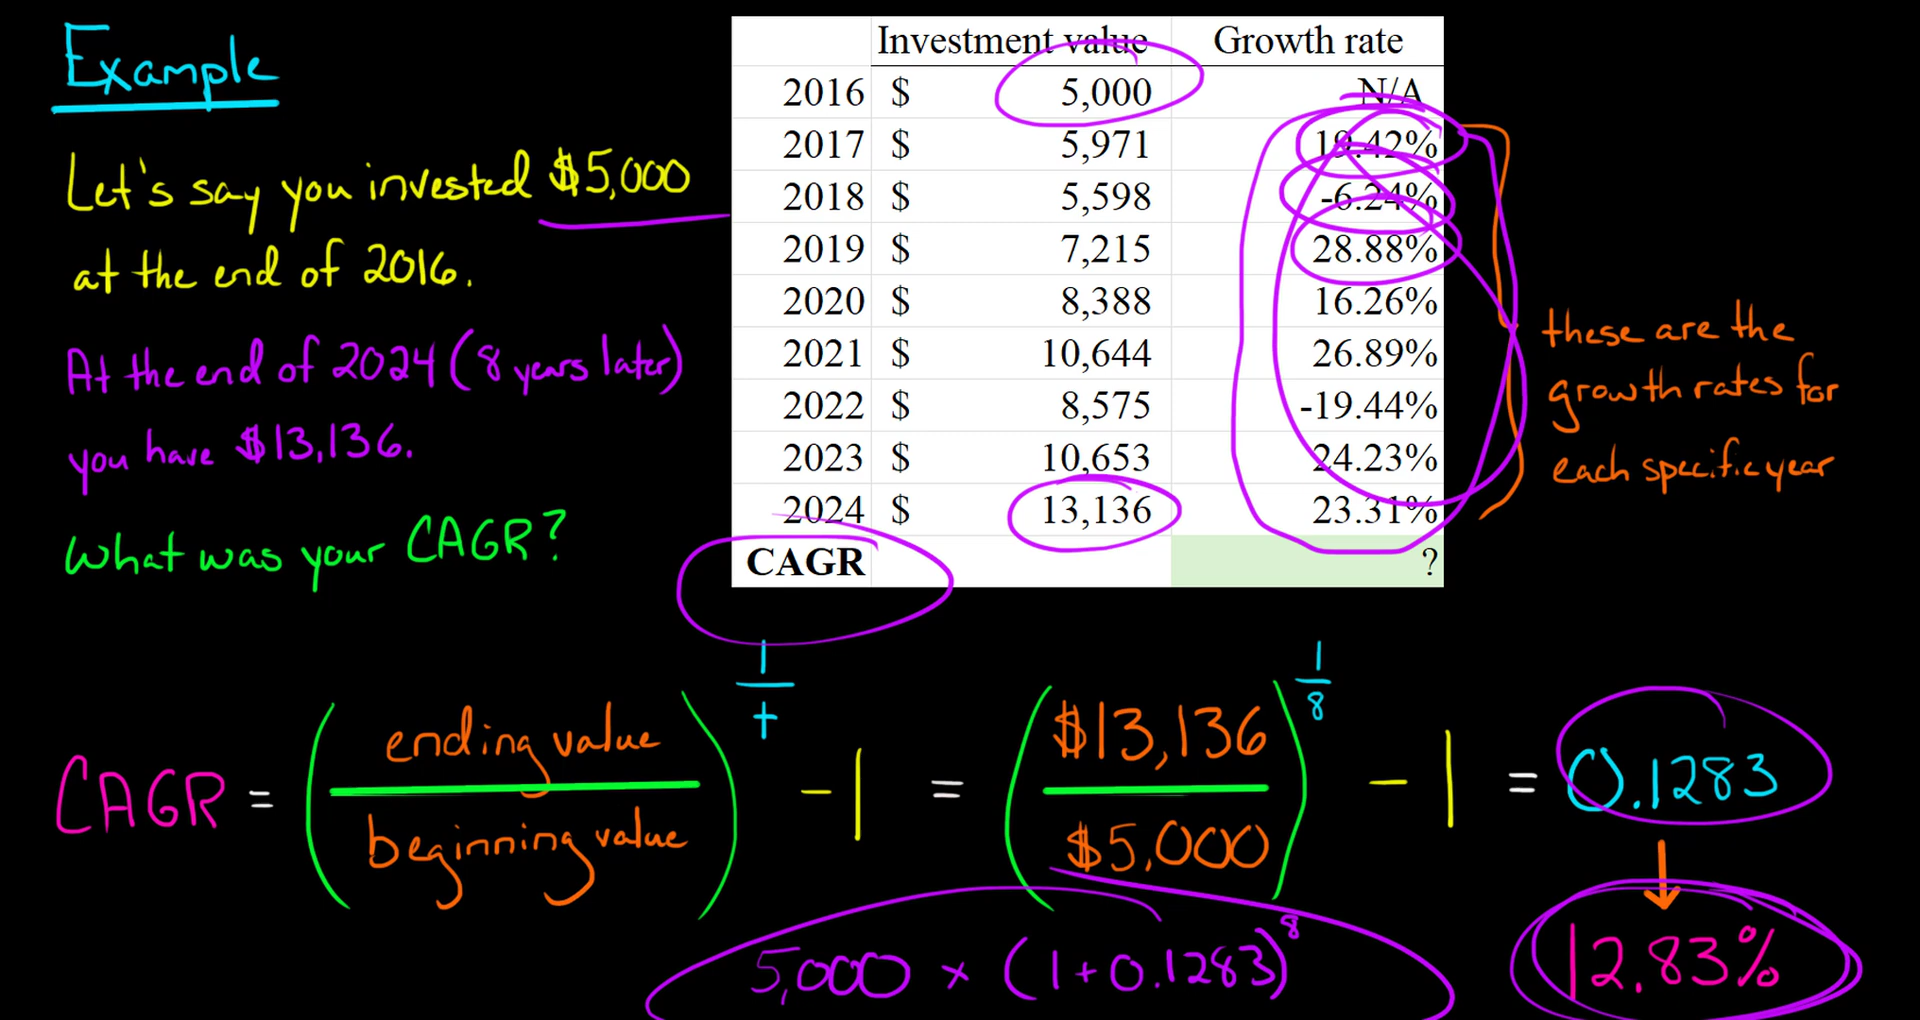 Example
Let's say you invested $5,000
at the end of 2016.
At the end of 2024 (8 years later)
you have $13,136.
What was your CAGR?
Investment value Growth rate
2016 $ 5,000 N/A
2017 $ 5,971 19.42%
2018 $ 5,598 -6.24%
2019 $ 7,215 28.88%
2020 $ 8,388 16.26%
2021 $ 10,644 26.89%
2022 $ 8,575 -19.44%
2023 $ 10,653 24.23%
2024 $ 13,136 23.31%
CAGR ?
these are the
growth rates for
each specific year
CAGR = (ending value / beginning value)^(1/t) - 1 = ($13,136 / $5,000)^(1/8) - 1 = 0.1283
12.83%
5,000 × (1+0.1283)^8